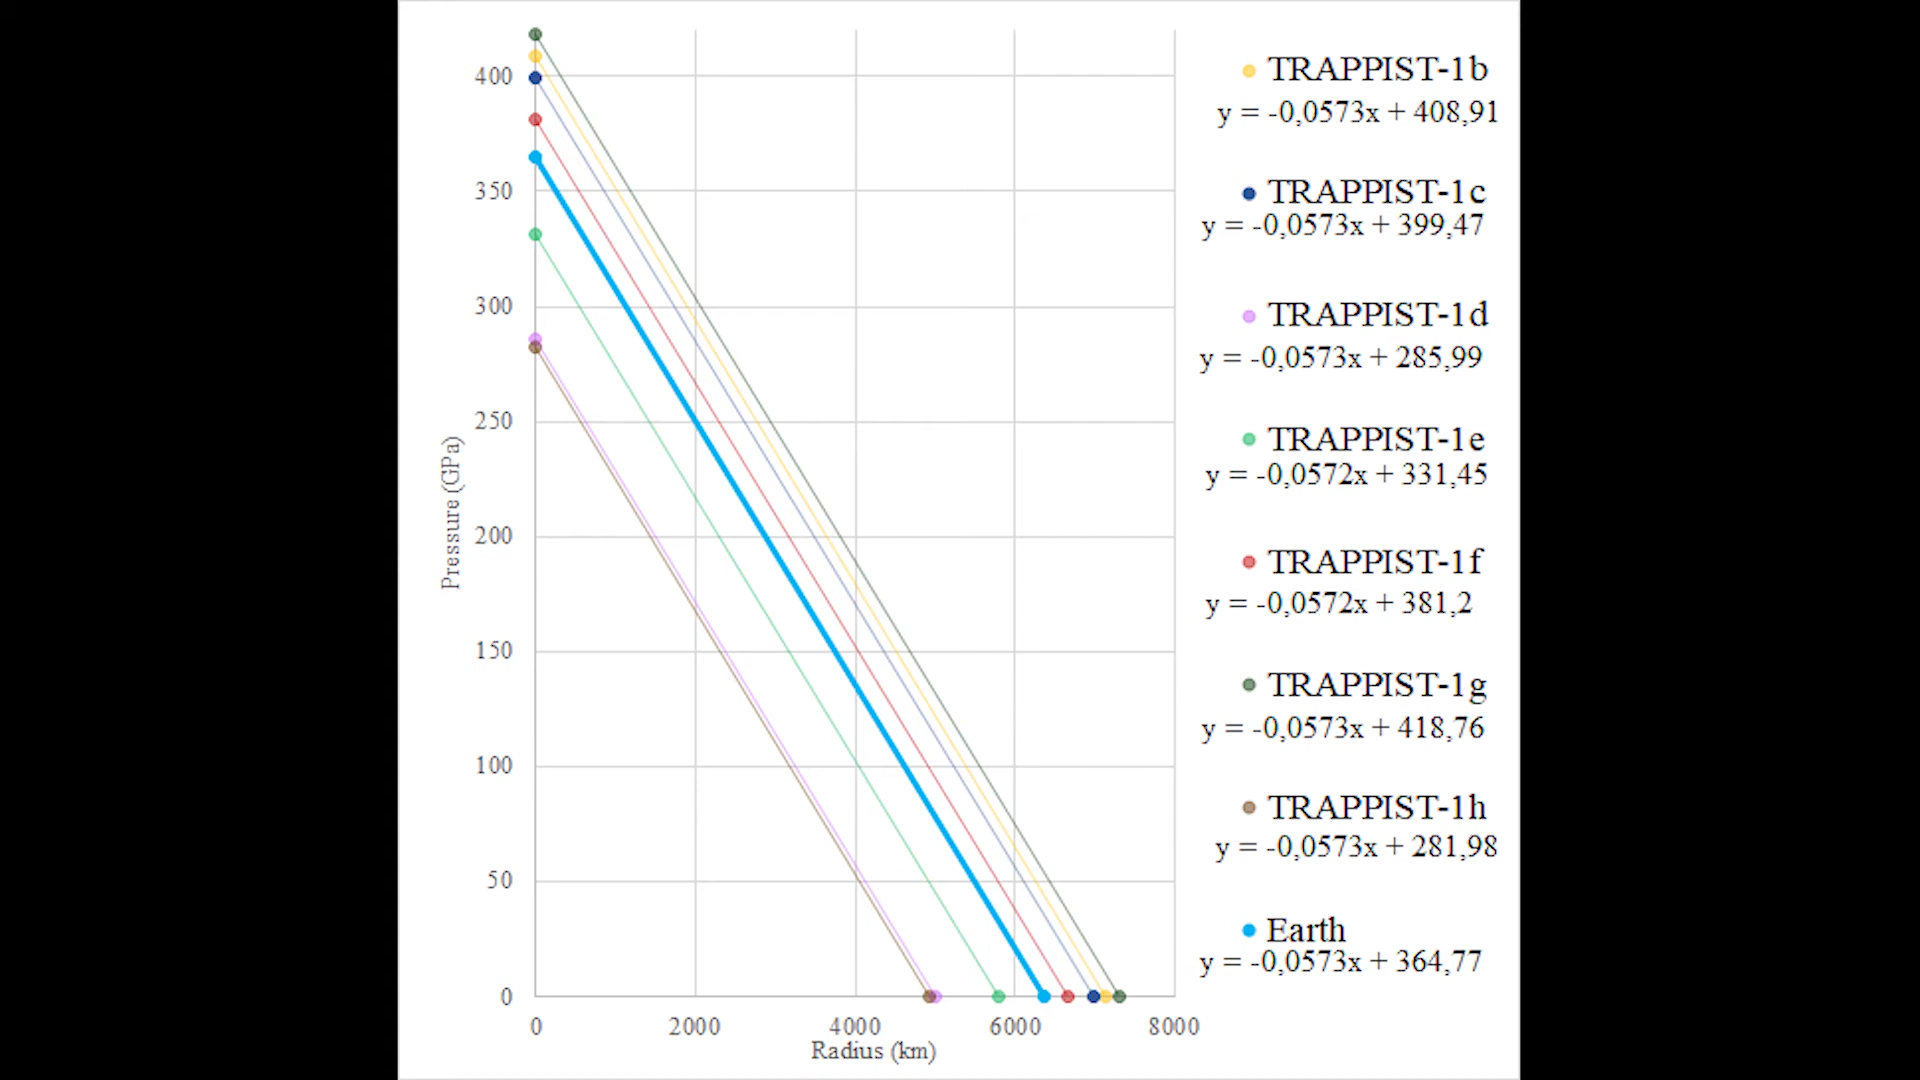 400
350
300
250
200
150
100
50
0
Pressure (GPa)
0 2000 4000 6000 8000
Radius (km)
TRAPPIST-1b
y = -0,0573x + 408,91
TRAPPIST-1c
y = -0,0573x + 399,47
TRAPPIST-1d
y = -0,0573x + 285,99
TRAPPIST-1e
y = -0,0572x + 331,45
TRAPPIST-1f
y = -0,0572x + 381,2
TRAPPIST-1g
y = -0,0573x + 418,76
TRAPPIST-1h
y = -0,0573x + 281,98
Earth
y = -0,0573x + 364,77